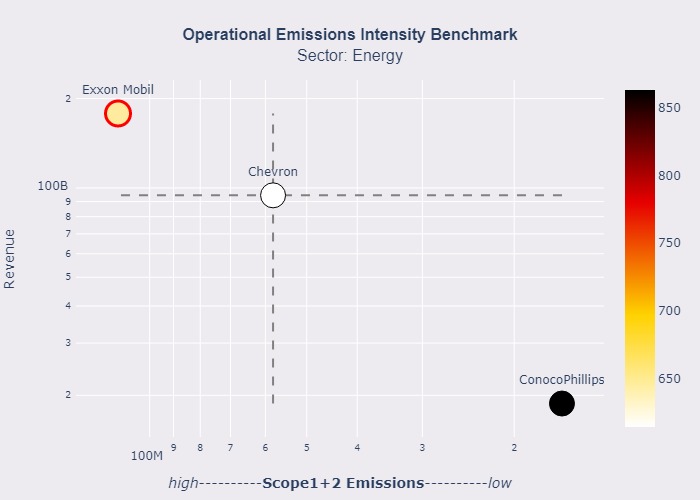 Operational Emissions Intensity Benchmark
Sector: Energy
Exxon Mobil
2
850
Chevron
800
100B
9
8
7
750
6
5
Revenue
4
700
3
650
ConocoPhillips
2
9 8 7 6 5 4 3 2
100M
high----------Scope1+2 Emissions----------low